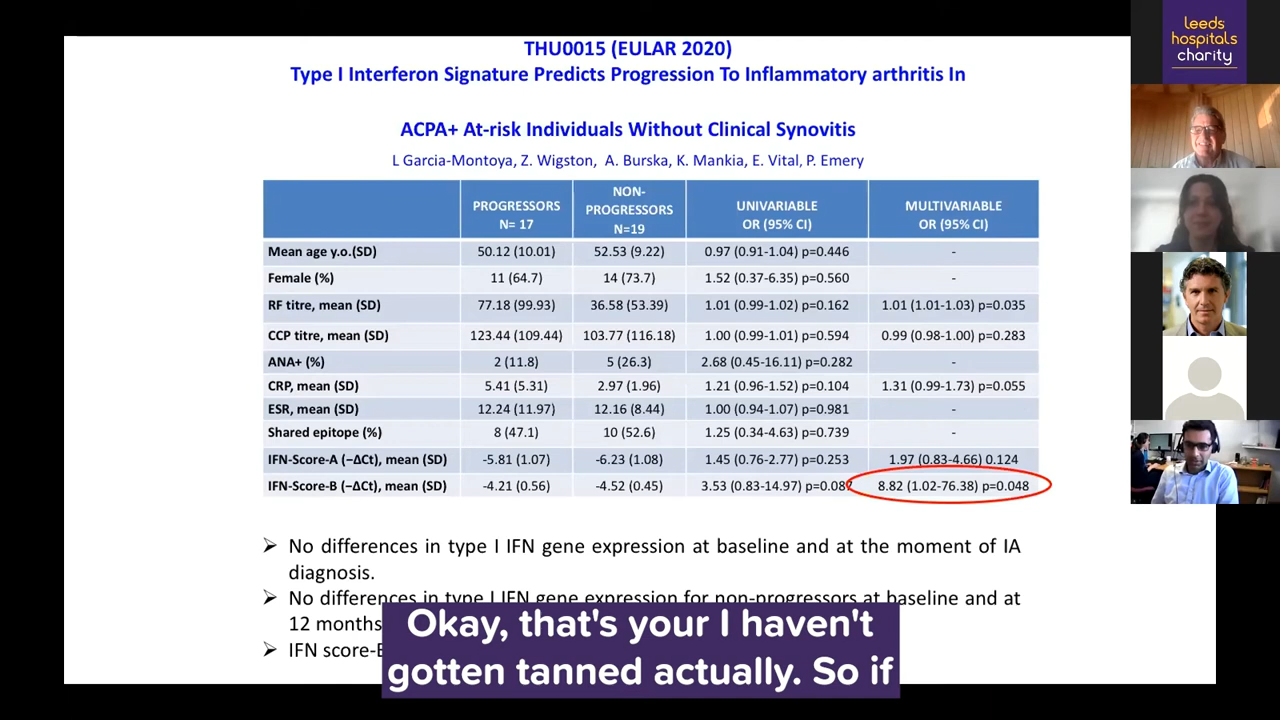 THU0015 (EULAR 2020)
Type I Interferon Signature Predicts Progression To Inflammatory arthritis In
ACPA+ At-risk Individuals Without Clinical Synovitis
L Garcia-Montoya, Z. Wigston, A. Burska, K. Mankia, E. Vital, P. Emery
PROGRESSORS N= 17 NON-PROGRESSORS N=19 UNIVARIABLE OR (95% CI) MULTIVARIABLE OR (95% CI)
Mean age y.o.(SD) 50.12 (10.01) 52.53 (9.22) 0.97 (0.91-1.04) p=0.446 -
Female (%) 11 (64.7) 14 (73.7) 1.52 (0.37-6.35) p=0.560 -
RF titre, mean (SD) 77.18 (99.93) 36.58 (53.39) 1.01 (0.99-1.02) p=0.162 1.01 (1.01-1.03) p=0.035
CCP titre, mean (SD) 123.44 (109.44) 103.77 (116.18) 1.00 (0.99-1.01) p=0.594 0.99 (0.98-1.00) p=0.283
ANA+ (%) 2 (11.8) 5 (26.3) 2.68 (0.45-16.11) p=0.282 -
CRP, mean (SD) 5.41 (5.31) 2.97 (1.96) 1.21 (0.96-1.52) p=0.104 1.31 (0.99-1.73) p=0.055
ESR, mean (SD) 12.24 (11.97) 12.16 (8.44) 1.00 (0.94-1.07) p=0.981 -
Shared epitope (%) 8 (47.1) 10 (52.6) 1.25 (0.34-4.63) p=0.739 -
IFN-Score-A (−ΔCt), mean (SD) -5.81 (1.07) -6.23 (1.08) 1.45 (0.76-2.77) p=0.253 1.97 (0.83-4.66) 0.124
IFN-Score-B (−ΔCt), mean (SD) -4.21 (0.56) -4.52 (0.45) 3.53 (0.83-14.97) 8.82 (1.02-76.38) p=0.048
➢ No differences in type I IFN gene expression at baseline and at the moment of IA
diagnosis.
➢ No differences in type I IFN gene expression for non-progressors at baseline and at
12 months
➢ IFN
Okay, that's your I haven't
gotten tanned actually. So if
leeds
hospitals
charity